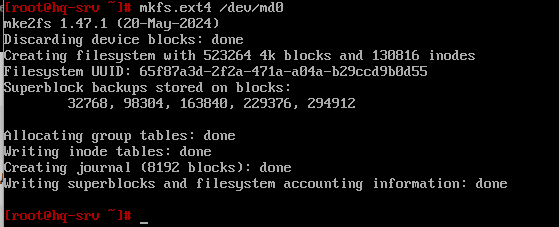 [root@hq-srv ~]# mkfs.ext4 /dev/md0
mke2fs 1.47.1 (20-May-2024)
Discarding device blocks: done
Creating filesystem with 523264 4k blocks and 130816 inodes
Filesystem UUID: 65f87a3d-2f2a-471a-a04a-b29ccd9b0d55
Superblock backups stored on blocks:
        32768, 98304, 163840, 229376, 294912

Allocating group tables: done
Writing inode tables: done
Creating journal (8192 blocks): done
Writing superblocks and filesystem accounting information: done

[root@hq-srv ~]# _